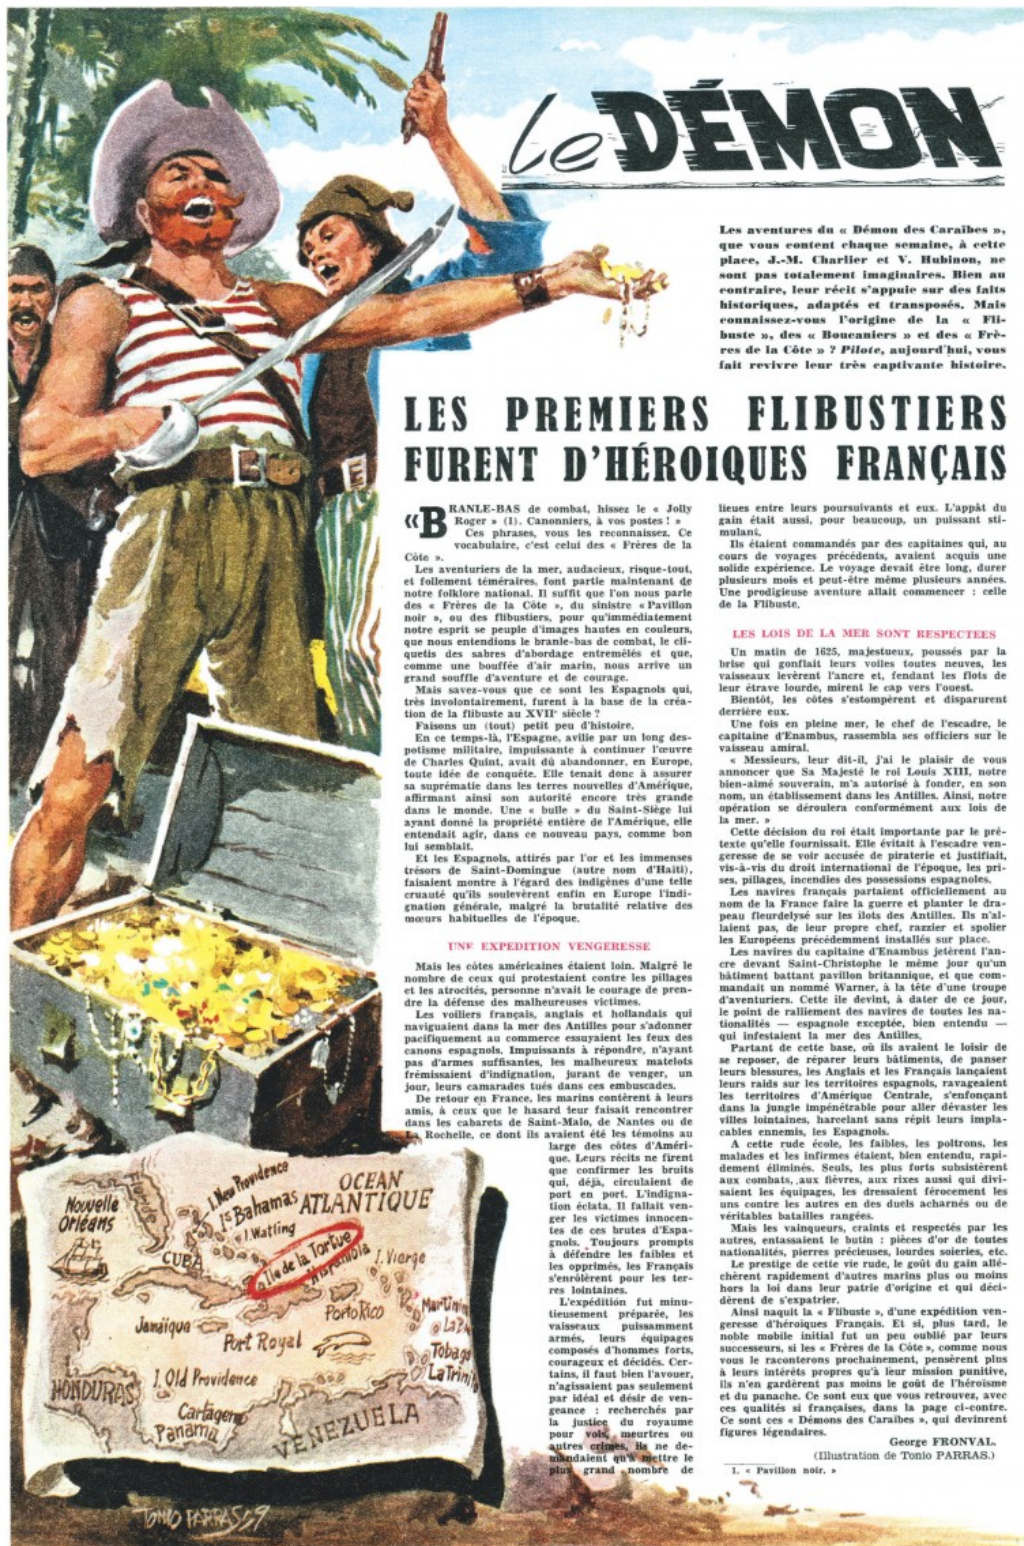 Le DÉMON
Les aventures du « Démon des Caraïbes »,
que vous content chaque semaine, à cette
place, J.-M. Charlier et V. Hubinon, ne
sont pas totalement imaginaires. Bien au
contraire, leur récit s'appuie sur des faits
historiques, adaptés et transposés. Mais
connaissez-vous l'origine de la « Fli-
buste », des « Boucaniers » et des « Frè-
res de la Côte » ? Pilote, aujourd'hui, vous
fait revivre leur très captivante histoire.
LES PREMIERS FLIBUSTIERS
FURENT D'HÉROIQUES FRANÇAIS
«BRANLE-BAS de combat, hissez le « Jolly
Roger » (1). Canonniers, à vos postes ! »
Ces phrases, vous les reconnaissez. Ce
vocabulaire, c'est celui des « Frères de la
Côte ».
Les aventuriers de la mer, audacieux, risque-tout,
et follement téméraires, font partie maintenant de
notre folklore national. Il suffit que l'on nous parle
des « Frères de la Côte », du sinistre « Pavillon
noir », ou des flibustiers, pour qu'immédiatement
notre esprit se peuple d'images hautes en couleurs,
que nous entendions le branle-bas de combat, le cli-
quetis des sabres d'abordage entremêlés et que,
comme une bouffée d'air marin, nous arrive un
grand souffle d'aventure et de courage.
Mais savez-vous que ce sont les Espagnols qui,
très involontairement, furent à la base de la créa-
tion de la flibuste au XVIIe siècle ?
Faisons un (tout) petit peu d'histoire.
En ce temps-là, l'Espagne, avilie par un long des-
potisme militaire, impuissante à continuer l'œuvre
de Charles Quint, avait dû abandonner, en Europe,
toute idée de conquête. Elle tenait donc à assurer
sa suprématie dans les terres nouvelles d'Amérique,
affirmant ainsi son autorité encore très grande
dans le monde. Une « bulle » du Saint-Siège lui
ayant donné la propriété entière de l'Amérique, elle
entendait agir, dans ce nouveau pays, comme bon
lui semblait.
Et les Espagnols, attirés par l'or et les immenses
trésors de Saint-Domingue (autre nom d'Haïti),
faisaient montre à l'égard des indigènes d'une telle
cruauté qu'ils soulevèrent enfin en Europe l'indi-
gnation générale, malgré la brutalité relative des
mœurs habituelles de l'époque.
UNE EXPEDITION VENGERESSE
Mais les côtes américaines étaient loin. Malgré le
nombre de ceux qui protestaient contre les pillages
et les atrocités, personne n'avait le courage de pren-
dre la défense des malheureuses victimes.
Les voiliers français, anglais et hollandais qui
naviguaient dans la mer des Antilles pour s'adonner
pacifiquement au commerce essuyaient les feux des
canons espagnols. Impuissants à répondre, n'ayant
pas d'armes suffisantes, les malheureux matelots
frémissaient d'indignation, jurant de venger, un
jour, leurs camarades tués dans ces embuscades.
De retour en France, les marins contèrent à leurs
amis, à ceux que le hasard leur faisait rencontrer
dans les cabarets de Saint-Malo, de Nantes ou de
La Rochelle, ce dont ils avaient été les témoins au
large des côtes d'Améri-
que. Leurs récits ne firent
que confirmer les bruits
qui, déjà, circulaient de
port en port. L'indigna-
tion éclata. Il fallait ven-
ger les victimes innocen-
tes de ces brutes d'Espa-
gnols. Toujours prompts
à défendre les faibles et
les opprimés, les Français
s'enrôlèrent pour les ter-
res lointaines.
L'expédition fut minu-
tieusement préparée, les
vaisseaux puissamment
armés, leurs équipages
composés d'hommes forts,
courageux et décidés. Cer-
tains, il faut bien l'avouer,
n'agissaient pas seulement
par idéal et désir de ven-
geance : recherchés par
la justice du royaume
pour vols, meurtres ou
autres crimes, ils ne de-
mandaient qu'à mettre le
plus grand nombre de
lieues entre leurs poursuivants et eux. L'appât du
gain était aussi, pour beaucoup, un puissant sti-
mulant.
Ils étaient commandés par des capitaines qui, au
cours de voyages précédents, avaient acquis une
solide expérience. Le voyage devait être long, durer
plusieurs mois et peut-être même plusieurs années.
Une prodigieuse aventure allait commencer : celle
de la Flibuste.
LES LOIS DE LA MER SONT RESPECTEES
Un matin de 1625, majestueux, poussés par la
brise qui gonflait leurs voiles toutes neuves, les
vaisseaux levèrent l'ancre et, fendant les flots de
leur étrave lourde, mirent le cap vers l'ouest.
Bientôt, les côtes s'estompèrent et disparurent
derrière eux.
Une fois en pleine mer, le chef de l'escadre, le
capitaine d'Enambus, rassembla ses officiers sur le
vaisseau amiral.
« Messieurs, leur dit-il, j'ai le plaisir de vous
annoncer que Sa Majesté le roi Louis XIII, notre
bien-aimé souverain, m'a autorisé à fonder, en son
nom, un établissement dans les Antilles. Ainsi, notre
opération se déroulera conformément aux lois de
la mer. »
Cette décision du roi était importante par le pré-
texte qu'elle fournissait. Elle évitait à l'escadre ven-
geresse de se voir accusée de piraterie et justifiait,
vis-à-vis du droit international de l'époque, les pri-
ses, pillages, incendies des possessions espagnoles.
Les navires français partaient officiellement au
nom de la France faire la guerre et planter le dra-
peau fleurdelysé sur les îlots des Antilles. Ils n'al-
laient pas, de leur propre chef, razzier et spolier
les Européens précédemment installés sur place.
Les navires du capitaine d'Enambus jetèrent l'an-
cre devant Saint-Christophe le même jour qu'un
bâtiment battant pavillon britannique, et que com-
mandait un nommé Warner, à la tête d'une troupe
d'aventuriers. Cette île devint, à dater de ce jour,
le point de ralliement des navires de toutes les na-
tionalités — espagnole exceptée, bien entendu —
qui infestaient la mer des Antilles.
Partant de cette base, où ils avaient le loisir de
se reposer, de réparer leurs bâtiments, de panser
leurs blessures, les Anglais et les Français lançaient
leurs raids sur les territoires espagnols, ravageaient
les territoires d'Amérique Centrale, s'enfonçant
dans la jungle impénétrable pour aller dévaster les
villes lointaines, harcelant sans répit leurs impla-
cables ennemis, les Espagnols.
A cette rude école, les faibles, les poltrons, les
malades et les infirmes étaient, bien entendu, rapi-
dement éliminés. Seuls, les plus forts subsistèrent
aux combats, aux fièvres, aux rixes aussi qui divi-
saient les équipages, les dressaient férocement les
uns contre les autres en des duels acharnés ou de
véritables batailles rangées.
Mais les vainqueurs, craints et respectés par les
autres, entassaient le butin : pièces d'or de toutes
nationalités, pierres précieuses, lourdes soieries, etc.
Le prestige de cette vie rude, le goût du gain allé-
chèrent rapidement d'autres marins plus ou moins
hors la loi dans leur patrie d'origine et qui déci-
dèrent de s'expatrier.
Ainsi naquit la « Flibuste », d'une expédition ven-
geresse d'héroïques Français. Et si, plus tard, le
noble mobile initial fut un peu oublié par leurs
successeurs, si les « Frères de la Côte », comme nous
vous le raconterons prochainement, pensèrent plus
à leurs intérêts propres qu'à leur mission punitive,
ils n'en gardèrent pas moins le goût de l'héroïsme
et du panache. Ce sont eux que vous retrouvez, avec
ces qualités si françaises, dans la page ci-contre.
Ce sont ces « Démons des Caraïbes », qui devinrent
figures légendaires.
George FRONVAL.
(Illustration de Tonio PARRAS.)
1. « Pavillon noir. »
Nouvelle
Orléans
Floride
I. New Providence
Is Bahamas
OCEAN
ATLANTIQUE
I. Watling
CUBA
Ile de la Tortue
Hispaniola
I. Vierge
Porto Rico
Jamaïque
Port Royal
Martini
La
Tobago
La Trini
HONDURAS
I. Old Providence
Cartagena
Panama
VENEZUELA
TONIO PARRAS 59